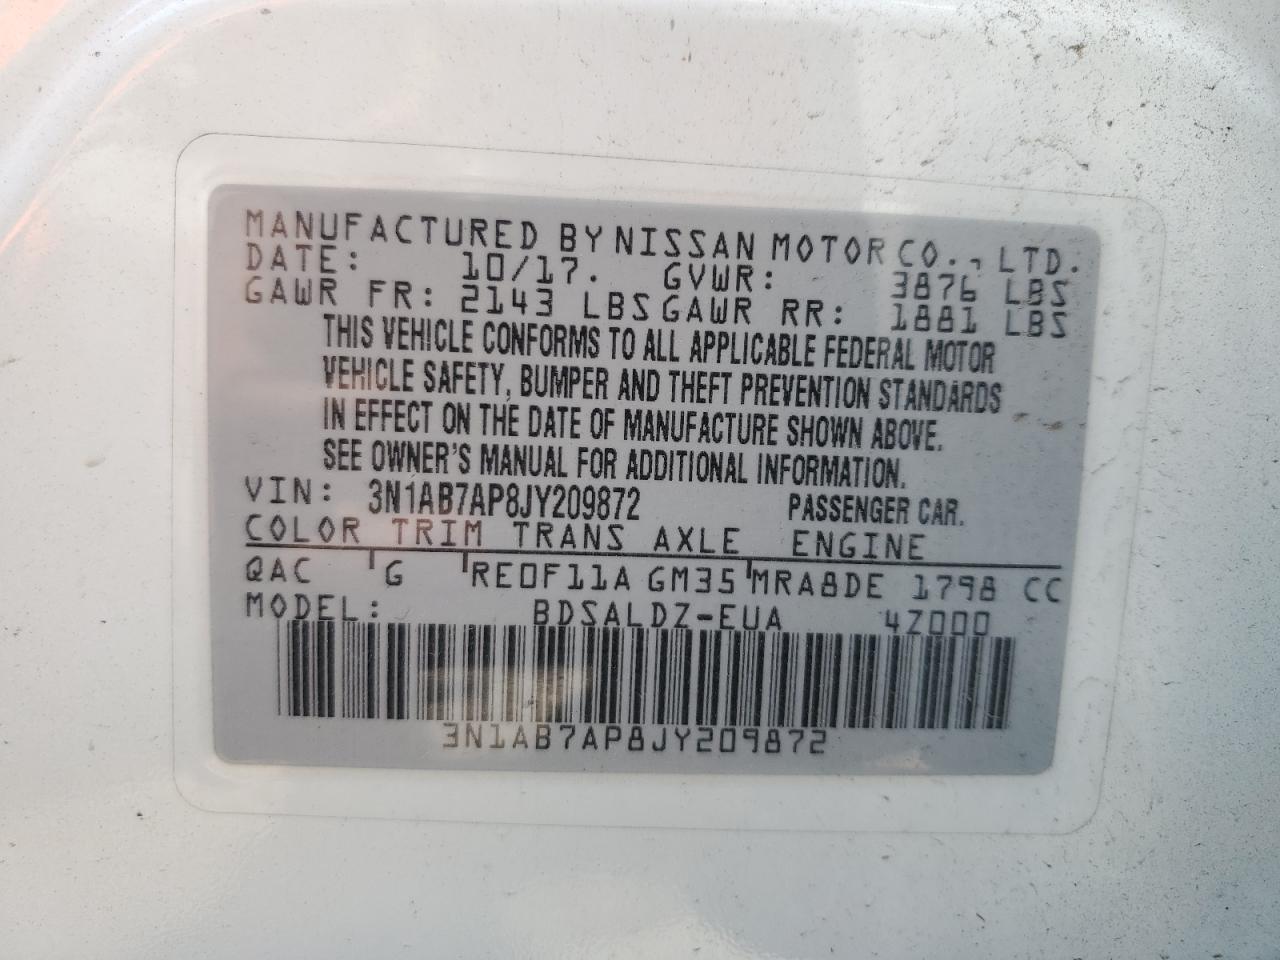 MANUFACTURED BY NISSAN MOTOR CO., LTD.
DATE: 10/17. GVWR: 3876 LBS
GAWR FR: 2143 LBS GAWR RR: 1881 LBS
THIS VEHICLE CONFORMS TO ALL APPLICABLE FEDERAL MOTOR
VEHICLE SAFETY, BUMPER AND THEFT PREVENTION STANDARDS
IN EFFECT ON THE DATE OF MANUFACTURE SHOWN ABOVE.
SEE OWNER'S MANUAL FOR ADDITIONAL INFORMATION.
VIN: 3N1AB7AP8JY209872 PASSENGER CAR.
COLOR TRIM TRANS AXLE ENGINE
QAC G RE0F11A GM35 MRA8DE 1798 CC
MODEL: BDSALDZ-EUA 4Z000
3N1AB7AP8JY209872